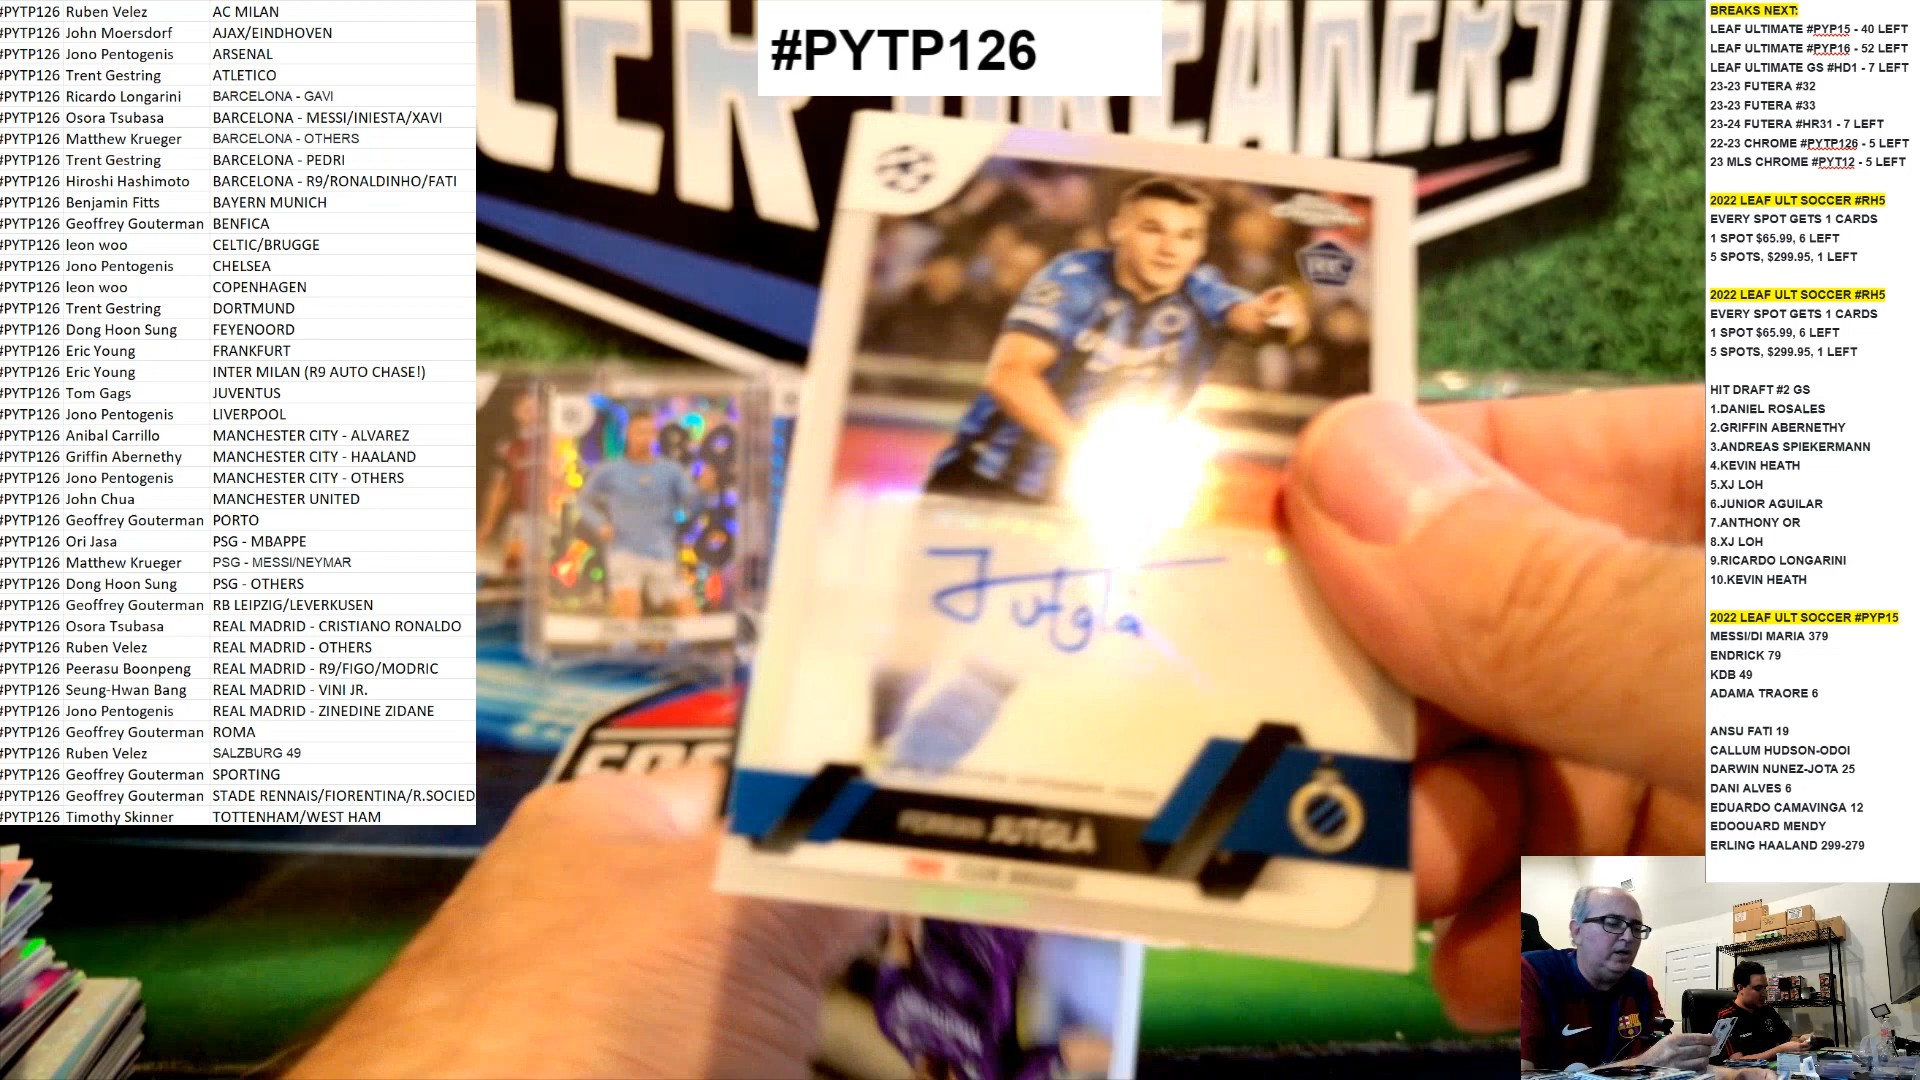 #PYTP126 Ruben Velez AC MILAN
#PYTP126 John Moersdorf AJAX/EINDHOVEN
#PYTP126 Jono Pentogenis ARSENAL
#PYTP126 Trent Gestring ATLETICO
#PYTP126 Ricardo Longarini BARCELONA - GAVI
#PYTP126 Osora Tsubasa BARCELONA - MESSI/INIESTA/XAVI
#PYTP126 Matthew Krueger BARCELONA - OTHERS
#PYTP126 Trent Gestring BARCELONA - PEDRI
#PYTP126 Hiroshi Hashimoto BARCELONA - R9/RONALDINHO/FATI
#PYTP126 Benjamin Fitts BAYERN MUNICH
#PYTP126 Geoffrey Gouterman BENFICA
#PYTP126 leon woo CELTIC/BRUGGE
#PYTP126 Jono Pentogenis CHELSEA
#PYTP126 leon woo COPENHAGEN
#PYTP126 Trent Gestring DORTMUND
#PYTP126 Dong Hoon Sung FEYENOORD
#PYTP126 Eric Young FRANKFURT
#PYTP126 Eric Young INTER MILAN (R9 AUTO CHASE!)
#PYTP126 Tom Gags JUVENTUS
#PYTP126 Jono Pentogenis LIVERPOOL
#PYTP126 Anibal Carrillo MANCHESTER CITY - ALVAREZ
#PYTP126 Griffin Abernethy MANCHESTER CITY - HAALAND
#PYTP126 Jono Pentogenis MANCHESTER CITY - OTHERS
#PYTP126 John Chua MANCHESTER UNITED
#PYTP126 Geoffrey Gouterman PORTO
#PYTP126 Ori Jasa PSG - MBAPPE
#PYTP126 Matthew Krueger PSG - MESSI/NEYMAR
#PYTP126 Dong Hoon Sung PSG - OTHERS
#PYTP126 Geoffrey Gouterman RB LEIPZIG/LEVERKUSEN
#PYTP126 Osora Tsubasa REAL MADRID - CRISTIANO RONALDO
#PYTP126 Ruben Velez REAL MADRID - OTHERS
#PYTP126 Peerasu Boonpeng REAL MADRID - R9/FIGO/MODRIC
#PYTP126 Seung-Hwan Bang REAL MADRID - VINI JR.
#PYTP126 Jono Pentogenis REAL MADRID - ZINEDINE ZIDANE
#PYTP126 Geoffrey Gouterman ROMA
#PYTP126 Ruben Velez SALZBURG 49
#PYTP126 Geoffrey Gouterman SPORTING
#PYTP126 Geoffrey Gouterman STADE RENNAIS/FIORENTINA/R.SOCIED
#PYTP126 Timothy Skinner TOTTENHAM/WEST HAM
#PYTP126
RC
Jutglà
FERRAN JUTGLÀ
CLUB BRUGGE
BREAKS NEXT:
LEAF ULTIMATE #PYP15 - 40 LEFT
LEAF ULTIMATE #PYP16 - 52 LEFT
LEAF ULTIMATE GS #HD1 - 7 LEFT
23-23 FUTERA #32
23-23 FUTERA #33
23-24 FUTERA #HR31 - 7 LEFT
22-23 CHROME #PYTP126 - 5 LEFT
23 MLS CHROME #PYT12 - 5 LEFT
2022 LEAF ULT SOCCER #RH5
EVERY SPOT GETS 1 CARDS
1 SPOT $65.99, 6 LEFT
5 SPOTS, $299.95, 1 LEFT
2022 LEAF ULT SOCCER #RH5
EVERY SPOT GETS 1 CARDS
1 SPOT $65.99, 6 LEFT
5 SPOTS, $299.95, 1 LEFT
HIT DRAFT #2 GS
1.DANIEL ROSALES
2.GRIFFIN ABERNETHY
3.ANDREAS SPIEKERMANN
4.KEVIN HEATH
5.XJ LOH
6.JUNIOR AGUILAR
7.ANTHONY OR
8.XJ LOH
9.RICARDO LONGARINI
10.KEVIN HEATH
2022 LEAF ULT SOCCER #PYP15
MESSI/DI MARIA 379
ENDRICK 79
KDB 49
ADAMA TRAORE 6
ANSU FATI 19
CALLUM HUDSON-ODOI
DARWIN NUNEZ-JOTA 25
DANI ALVES 6
EDUARDO CAMAVINGA 12
EDOOUARD MENDY
ERLING HAALAND 299-279